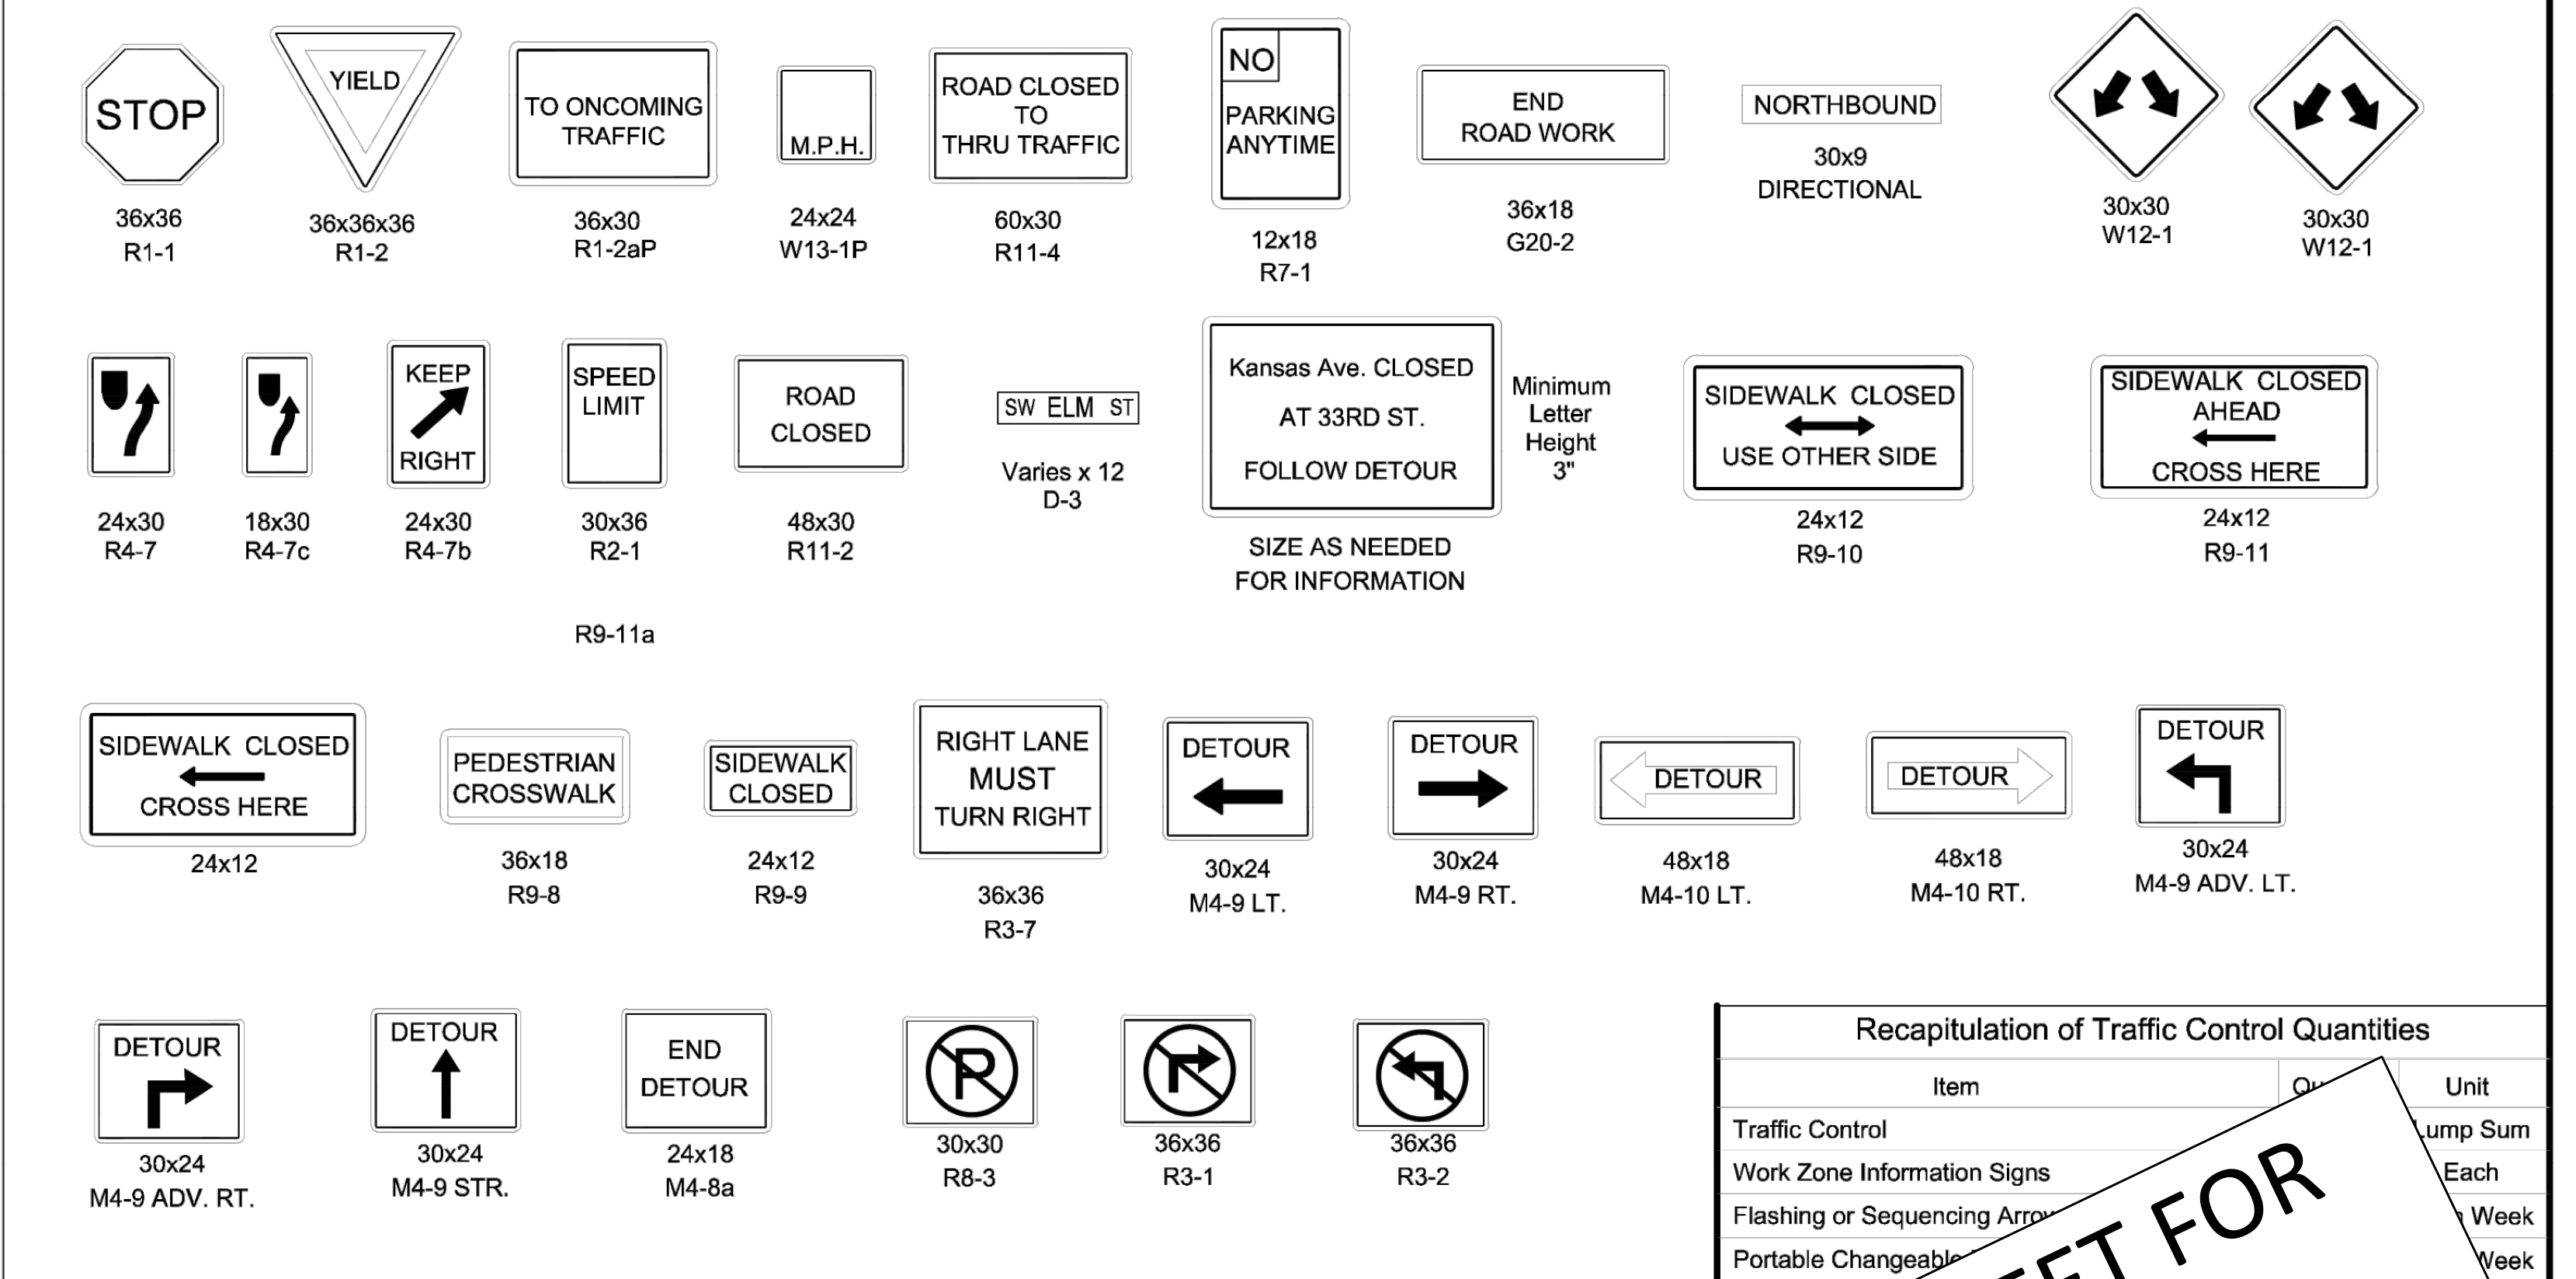 STOP
36x36
R1-1
YIELD
36x36x36
R1-2
TO ONCOMING
TRAFFIC
36x30
R1-2aP
M.P.H.
24x24
W13-1P
ROAD CLOSED
TO
THRU TRAFFIC
60x30
R11-4
NO
PARKING
ANYTIME
12x18
R7-1
END
ROAD WORK
36x18
G20-2
NORTHBOUND
30x9
DIRECTIONAL
30x30
W12-1
30x30
W12-1
24x30
R4-7
18x30
R4-7c
KEEP
RIGHT
24x30
R4-7b
SPEED
LIMIT
30x36
R2-1
ROAD
CLOSED
48x30
R11-2
SW ELM ST
Varies x 12
D-3
Kansas Ave. CLOSED
AT 33RD ST.
FOLLOW DETOUR
SIZE AS NEEDED
FOR INFORMATION
Minimum
Letter
Height
3"
SIDEWALK CLOSED
USE OTHER SIDE
24x12
R9-10
SIDEWALK CLOSED
AHEAD
CROSS HERE
24x12
R9-11
R9-11a
SIDEWALK CLOSED
CROSS HERE
24x12
PEDESTRIAN
CROSSWALK
36x18
R9-8
SIDEWALK
CLOSED
24x12
R9-9
RIGHT LANE
MUST
TURN RIGHT
36x36
R3-7
DETOUR
30x24
M4-9 LT.
DETOUR
30x24
M4-9 RT.
DETOUR
48x18
M4-10 LT.
DETOUR
48x18
M4-10 RT.
DETOUR
30x24
M4-9 ADV. LT.
DETOUR
30x24
M4-9 ADV. RT.
DETOUR
30x24
M4-9 STR.
END
DETOUR
24x18
M4-8a
P
30x30
R8-3
36x36
R3-1
36x36
R3-2
Recapitulation of Traffic Control Quantities
Item Unit
Traffic Control Lump Sum
Work Zone Information Signs Each
Flashing or Sequencing Week
Portable Changeable Week
FOR